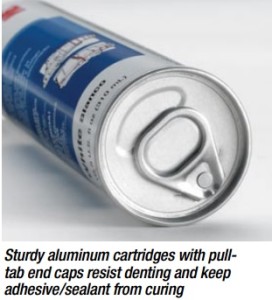 Sturdy aluminum cartridges with pull-
tab end caps resist denting and keep
adhesive/sealant from curing